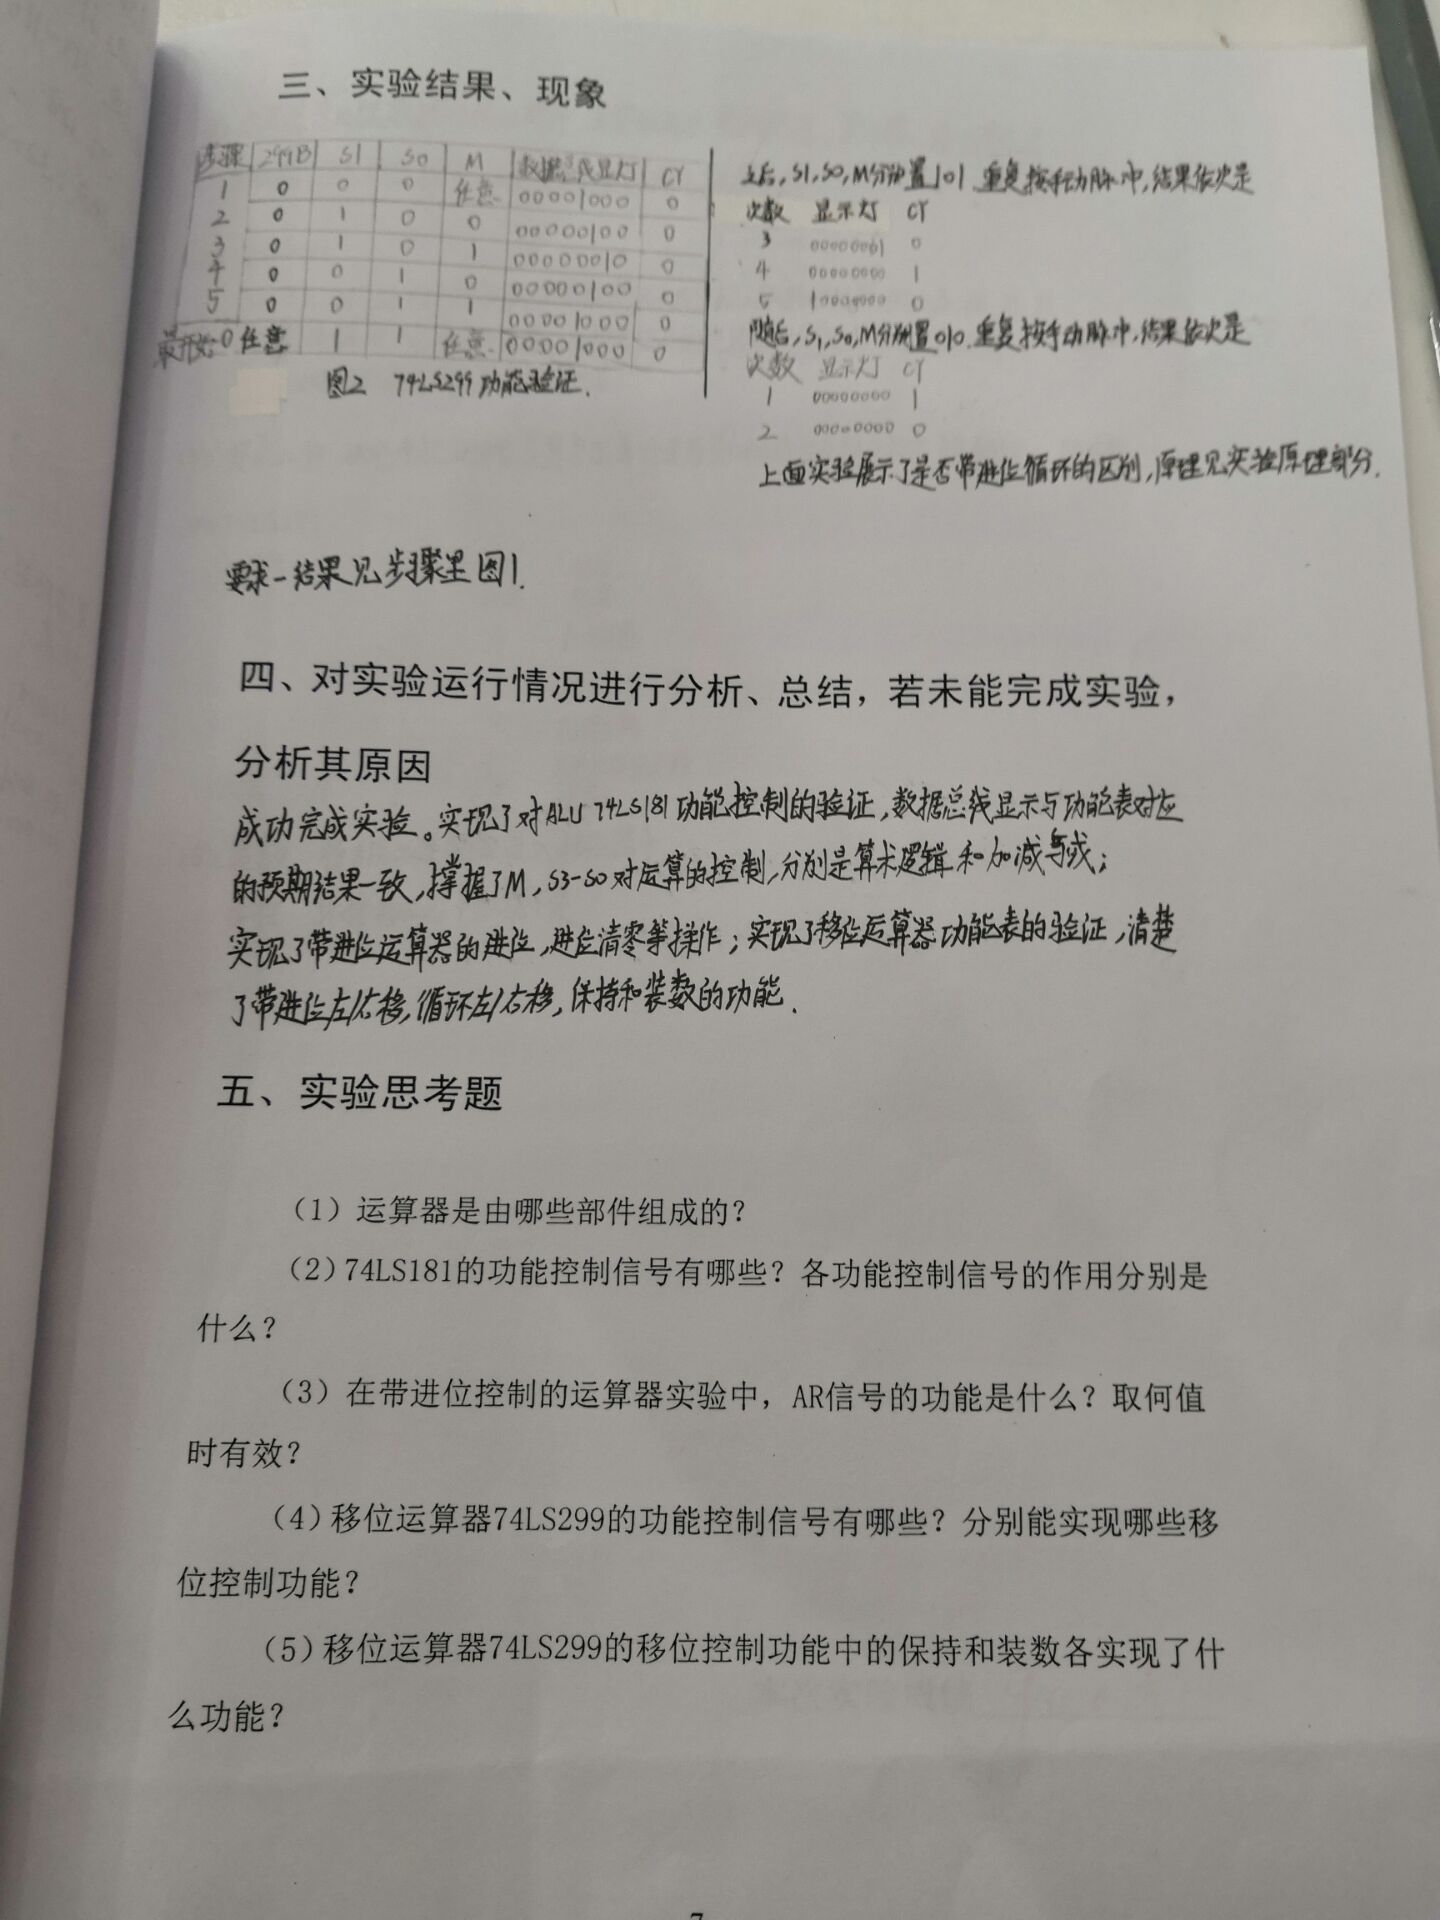 三、实验结果、现象
步骤 299B S1 S0 M 数据总线显灯 CY
1 0 0 0 任意 00001000 0
2 0 1 0 0 00000100 0
3 0 1 0 1 00000010 0
4 0 0 1 0 00000100 0
5 0 0 1 1 00001000 0
最开始0 任意 1 1 任意 00001000 0
图2 74LS299功能验证.
之后,S1,S0,M分别置101.重复按手动脉冲,结果依次是
次数 显示灯 CY
3 00000001 0
4 00000000 1
5 10000000 0
随后,S1,S0,M分别置010.重复按手动脉冲,结果依次是
次数 显示灯 CY
1 00000000 1
2 00000000 0
上面实验展示了是否带进位循环的区别,原理见实验原理部分.
要求一结果见步骤里图1.
四、对实验运行情况进行分析、总结，若未能完成实验，
分析其原因
成功完成实验。实现了对ALU 74LS181功能控制的验证,数据总线显示与功能表对应
的预期结果一致,掌握了M,S3-S0对运算的控制,分别是算术逻辑和加减与或;
实现了带进位运算器的进位,进位清零等操作;实现了移位运算器功能表的验证,清楚
了带进位左/右移,循环左/右移,保持和装数的功能.
五、实验思考题
（1）运算器是由哪些部件组成的？
（2）74LS181的功能控制信号有哪些？各功能控制信号的作用分别是
什么？
（3）在带进位控制的运算器实验中，AR信号的功能是什么？取何值
时有效？
（4）移位运算器74LS299的功能控制信号有哪些？分别能实现哪些移
位控制功能？
（5）移位运算器74LS299的移位控制功能中的保持和装数各实现了什
么功能？